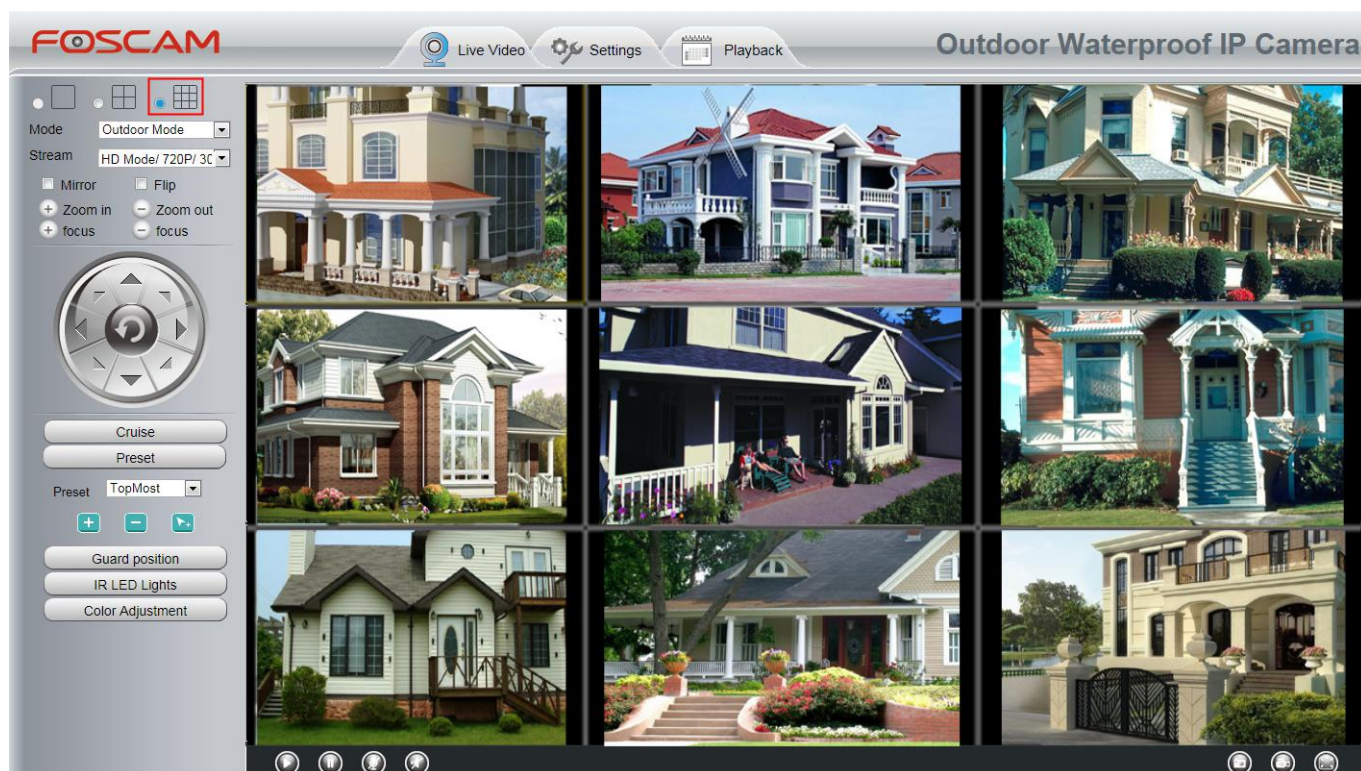 FOSCAM
Live Video
Settings
Playback
Outdoor Waterproof IP Camera
Mode
Outdoor Mode
Stream
HD Mode/ 720P/ 30
Mirror
Flip
Zoom in
Zoom out
focus
focus
Cruise
Preset
Preset
TopMost
Guard position
IR LED Lights
Color Adjustment